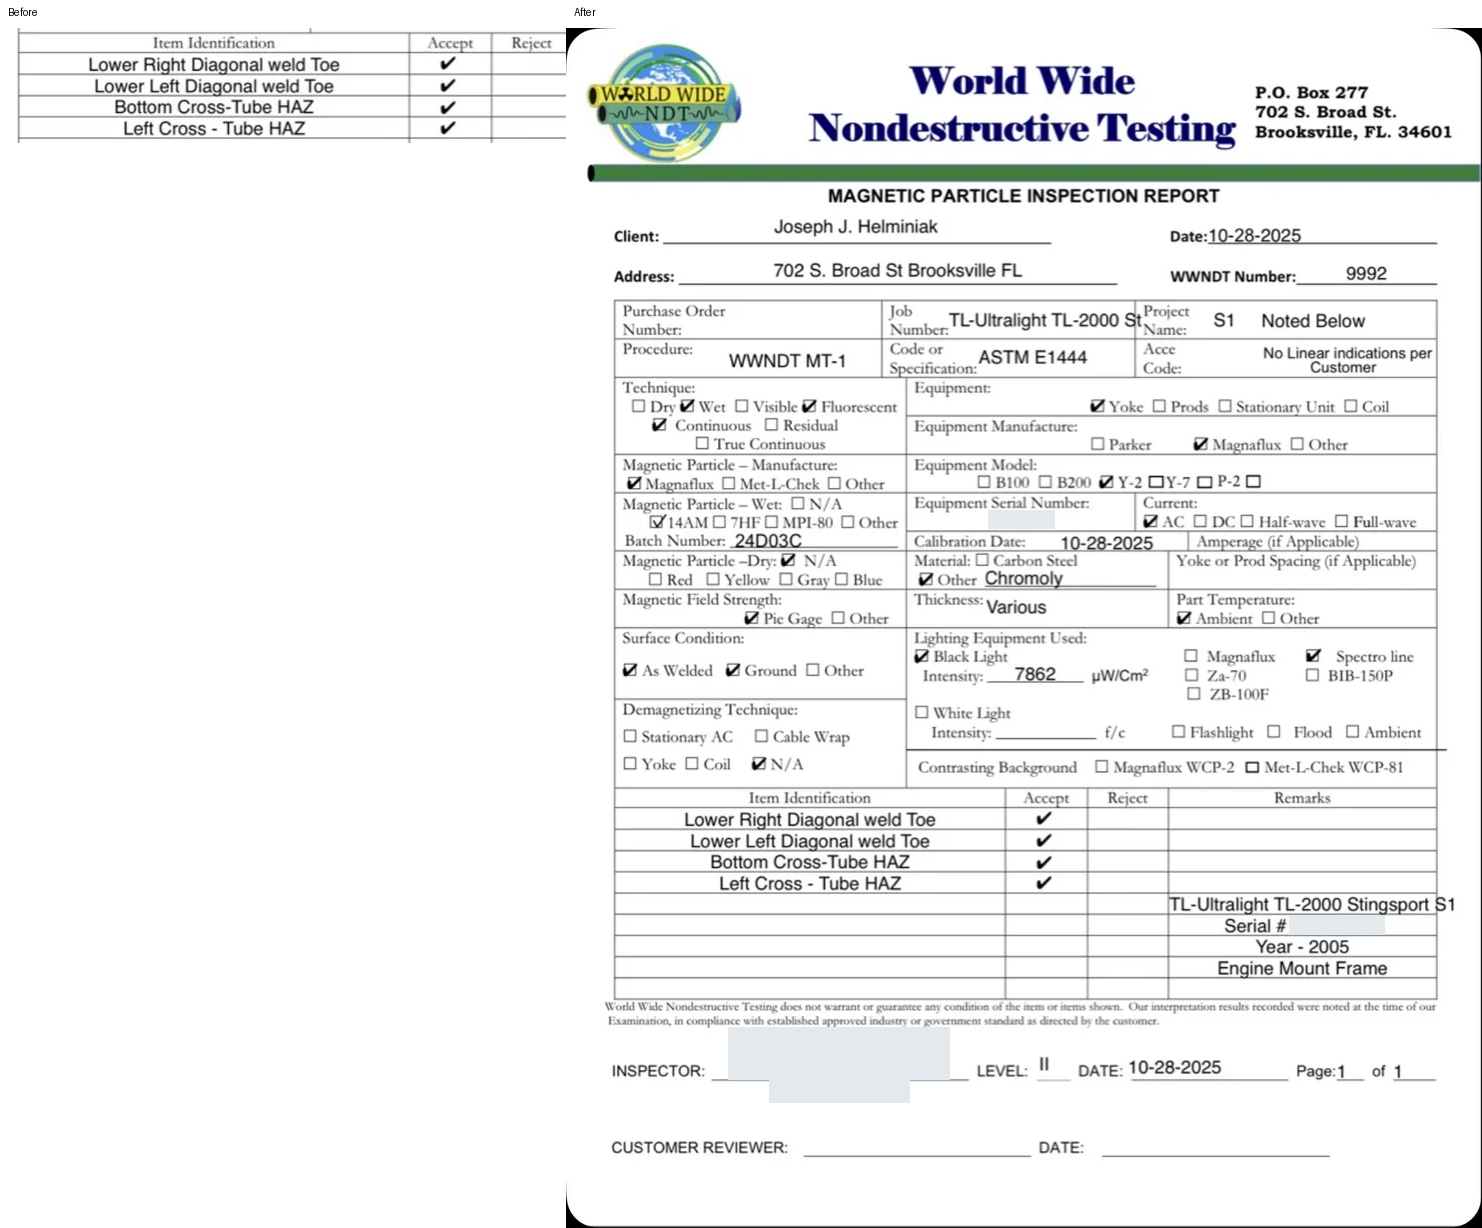 Before
After
Item Identification Accept Reject
Lower Right Diagonal weld Toe ✔
Lower Left Diagonal weld Toe ✔
Bottom Cross-Tube HAZ ✔
Left Cross - Tube HAZ ✔
WORLD WIDE
NDT
World Wide
Nondestructive Testing
P.O. Box 277
702 S. Broad St.
Brooksville, FL. 34601
MAGNETIC PARTICLE INSPECTION REPORT
Client: Joseph J. Helminiak Date:10-28-2025
Address: 702 S. Broad St Brooksville FL WWNDT Number: 9992
Purchase Order
Number:
Job
Number: TL-Ultralight TL-2000 St
Project
Name: S1 Noted Below
Procedure: WWNDT MT-1
Code or
Specification: ASTM E1444
Acce
Code:
No Linear indications per
Customer
Technique:
☐ Dry ☑ Wet ☐ Visible ☑ Fluorescent
☑ Continuous ☐ Residual
☐ True Continuous
Equipment:
☑ Yoke ☐ Prods ☐ Stationary Unit ☐ Coil
Equipment Manufacture:
☐ Parker ☑ Magnaflux ☐ Other
Magnetic Particle – Manufacture:
☑ Magnaflux ☐ Met-L-Chek ☐ Other
Equipment Model:
☐ B100 ☐ B200 ☑ Y-2 ☐ Y-7 ☐ P-2 ☐
Magnetic Particle – Wet: ☐ N/A
☑ 14AM ☐ 7HF ☐ MPI-80 ☐ Other
Batch Number: 24D03C
Equipment Serial Number:
Current:
☑ AC ☐ DC ☐ Half-wave ☐ Full-wave
Calibration Date: 10-28-2025
Amperage (if Applicable)
Magnetic Particle –Dry: ☑ N/A
☐ Red ☐ Yellow ☐ Gray ☐ Blue
Material: ☐ Carbon Steel
☑ Other Chromoly
Yoke or Prod Spacing (if Applicable)
Magnetic Field Strength:
☑ Pie Gage ☐ Other
Thickness: Various
Part Temperature:
☑ Ambient ☐ Other
Surface Condition:
☑ As Welded ☑ Ground ☐ Other
Lighting Equipment Used:
☑ Black Light
Intensity: 7862 µW/Cm²
☐ Magnaflux ☑ Spectro line
☐ Za-70 ☐ BIB-150P
☐ ZB-100F
Demagnetizing Technique:
☐ Stationary AC ☐ Cable Wrap
☐ Yoke ☐ Coil ☑ N/A
☐ White Light
Intensity: f/c
☐ Flashlight ☐ Flood ☐ Ambient
Contrasting Background ☐ Magnaflux WCP-2 ☐ Met-L-Chek WCP-81
Item Identification Accept Reject Remarks
Lower Right Diagonal weld Toe ✔
Lower Left Diagonal weld Toe ✔
Bottom Cross-Tube HAZ ✔
Left Cross - Tube HAZ ✔
TL-Ultralight TL-2000 Stingsport S1
Serial #
Year - 2005
Engine Mount Frame
World Wide Nondestructive Testing does not warrant or guarantee any condition of the item or items shown. Our interpretation results recorded were noted at the time of our
Examination, in compliance with established approved industry or government standard as directed by the customer.
INSPECTOR: LEVEL: II DATE: 10-28-2025 Page:1 of 1
CUSTOMER REVIEWER: DATE: